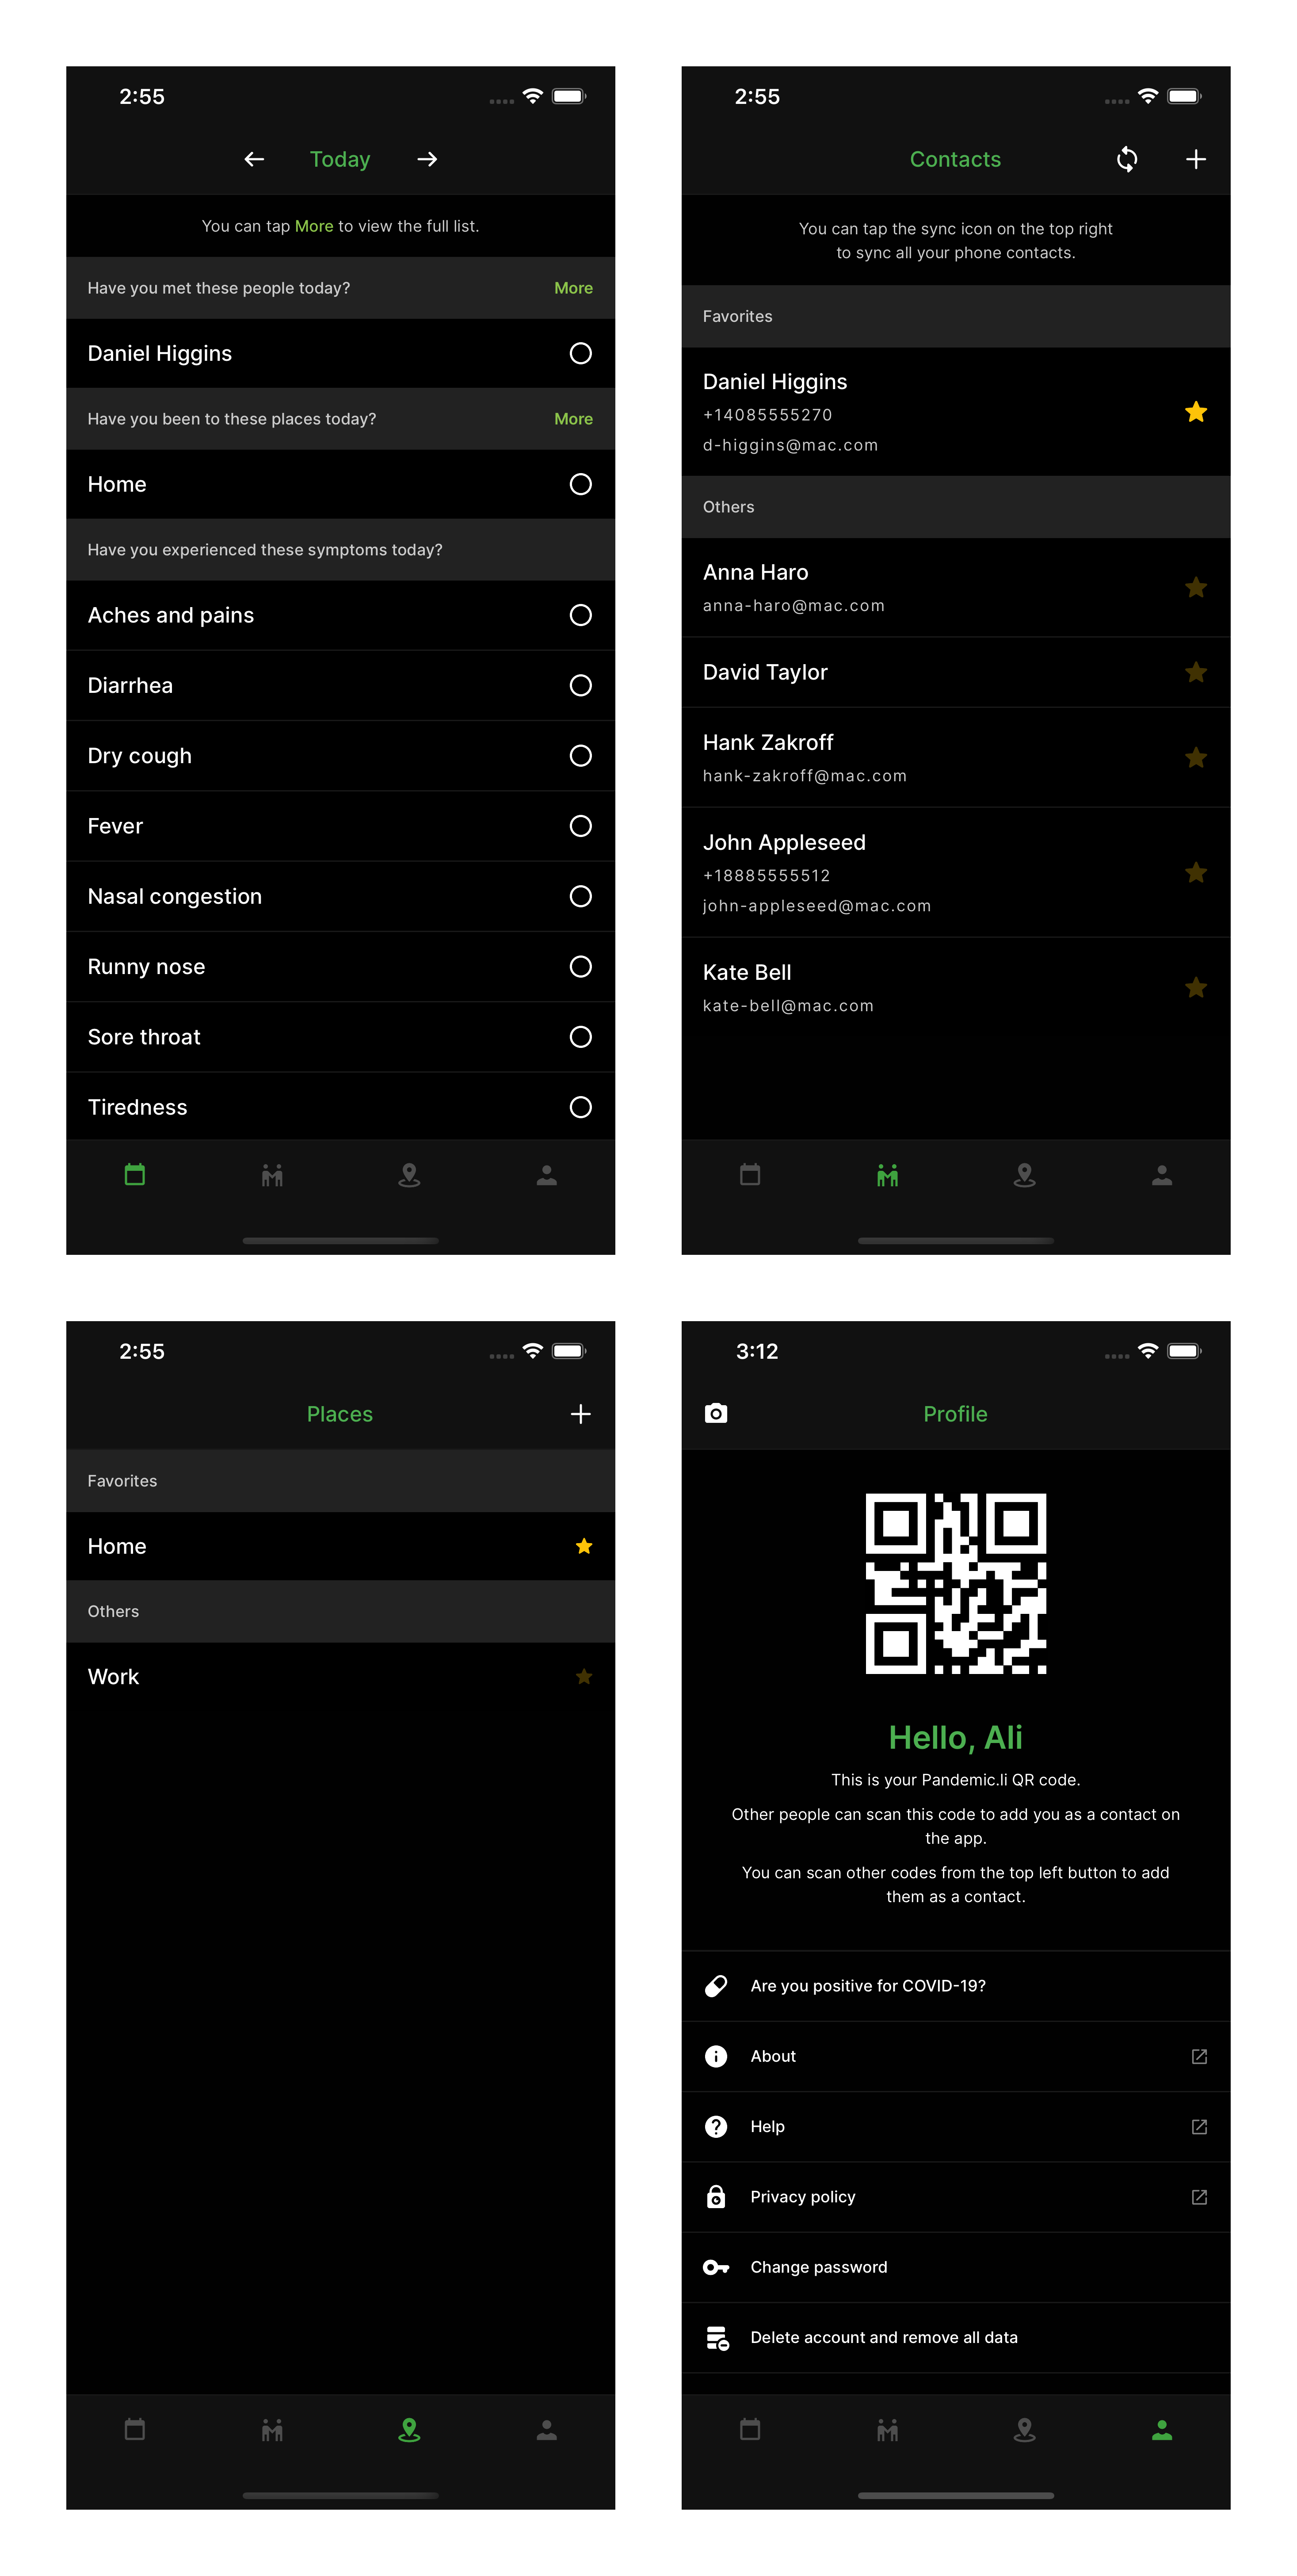 2:55
Today
You can tap More to view the full list.
Have you met these people today? More
Daniel Higgins
Have you been to these places today? More
Home
Have you experienced these symptoms today?
Aches and pains
Diarrhea
Dry cough
Fever
Nasal congestion
Runny nose
Sore throat
Tiredness
2:55
Contacts
You can tap the sync icon on the top right
to sync all your phone contacts.
Favorites
Daniel Higgins
+14085555270
d-higgins@mac.com
Others
Anna Haro
anna-haro@mac.com
David Taylor
Hank Zakroff
hank-zakroff@mac.com
John Appleseed
+18885555512
john-appleseed@mac.com
Kate Bell
kate-bell@mac.com
2:55
Places
Favorites
Home
Others
Work
3:12
Profile
Hello, Ali
This is your Pandemic.li QR code.
Other people can scan this code to add you as a contact on
the app.
You can scan other codes from the top left button to add
them as a contact.
Are you positive for COVID-19?
About
Help
Privacy policy
Change password
Delete account and remove all data